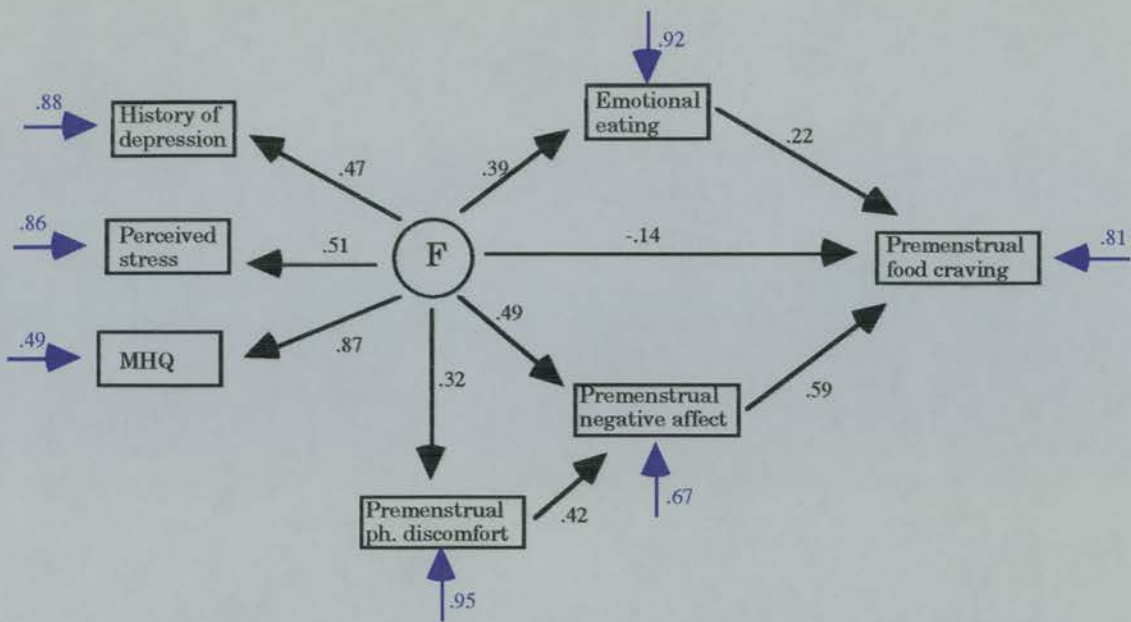 .92
.88
History of
depression
Emotional
eating
.22
.47
.39
.86
Perceived
stress
.51
F
-.14
Premenstrual
food craving
.81
.49
MHQ
.87
.49
.32
Premenstrual
negative affect
.59
.67
Premenstrual
ph. discomfort
.42
.95